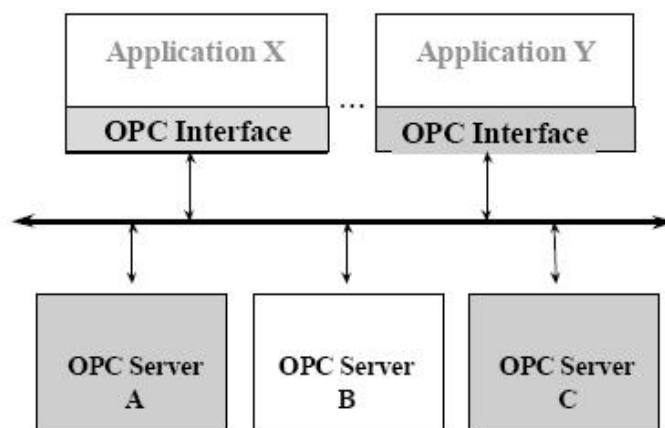 Application X
Application Y
...
OPC Interface
OPC Interface
OPC Server
A
OPC Server
B
OPC Server
C